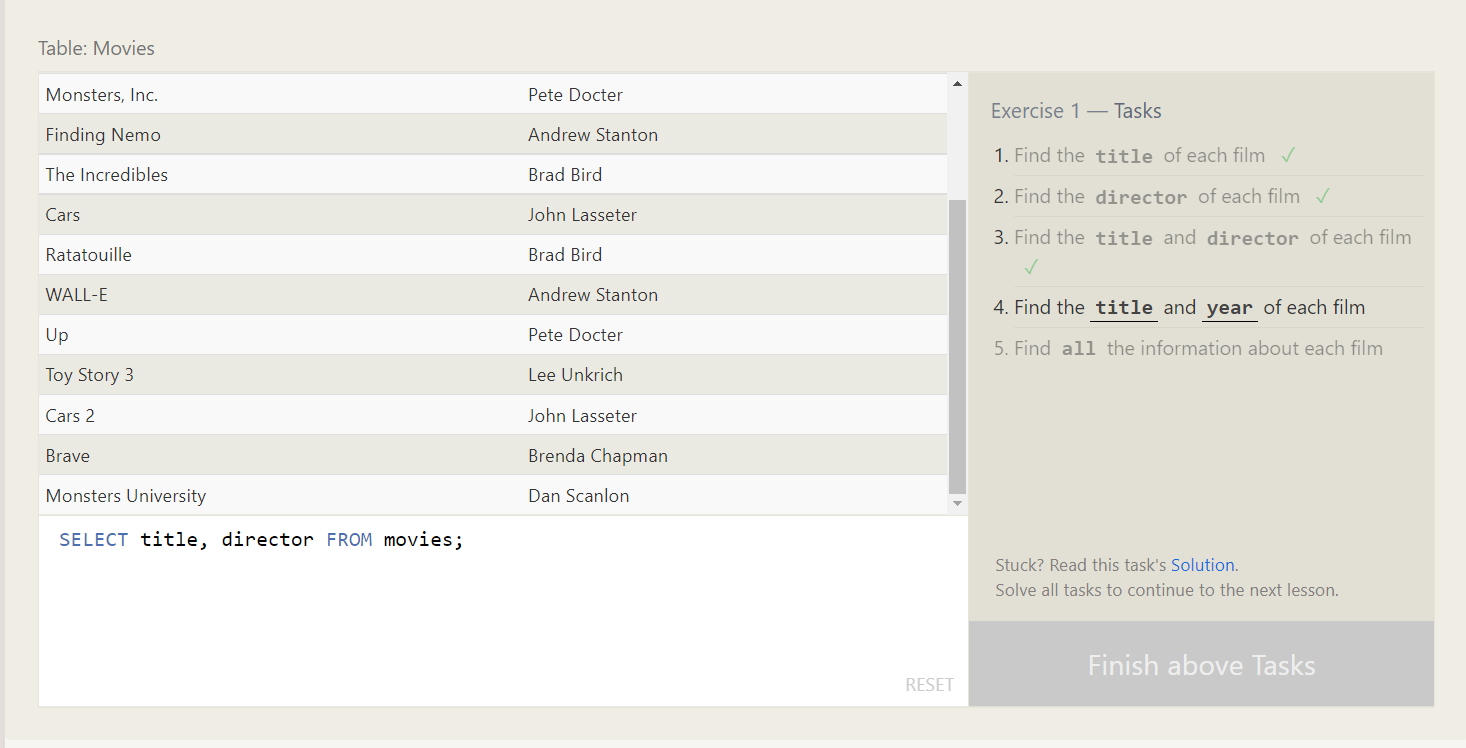 Table: Movies
Monsters, Inc. Pete Docter
Finding Nemo Andrew Stanton
The Incredibles Brad Bird
Cars John Lasseter
Ratatouille Brad Bird
WALL-E Andrew Stanton
Up Pete Docter
Toy Story 3 Lee Unkrich
Cars 2 John Lasseter
Brave Brenda Chapman
Monsters University Dan Scanlon
SELECT title, director FROM movies;
RESET
Exercise 1 — Tasks
1. Find the title of each film ✓
2. Find the director of each film ✓
3. Find the title and director of each film
✓
4. Find the title and year of each film
5. Find all the information about each film
Stuck? Read this task's Solution.
Solve all tasks to continue to the next lesson.
Finish above Tasks